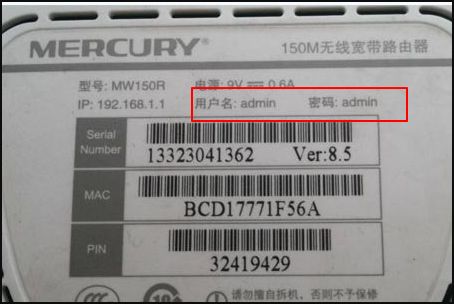 MERCURY® 150M无线宽带路由器
型号: MW150R 电源: 9V 0.6A
IP: 192.168.1.1 用户名: admin 密码: admin
Serial Number 13323041362 Ver:8.5
MAC BCD17771F56A
PIN 32419429
请勿擅自拆机，否则不予保修